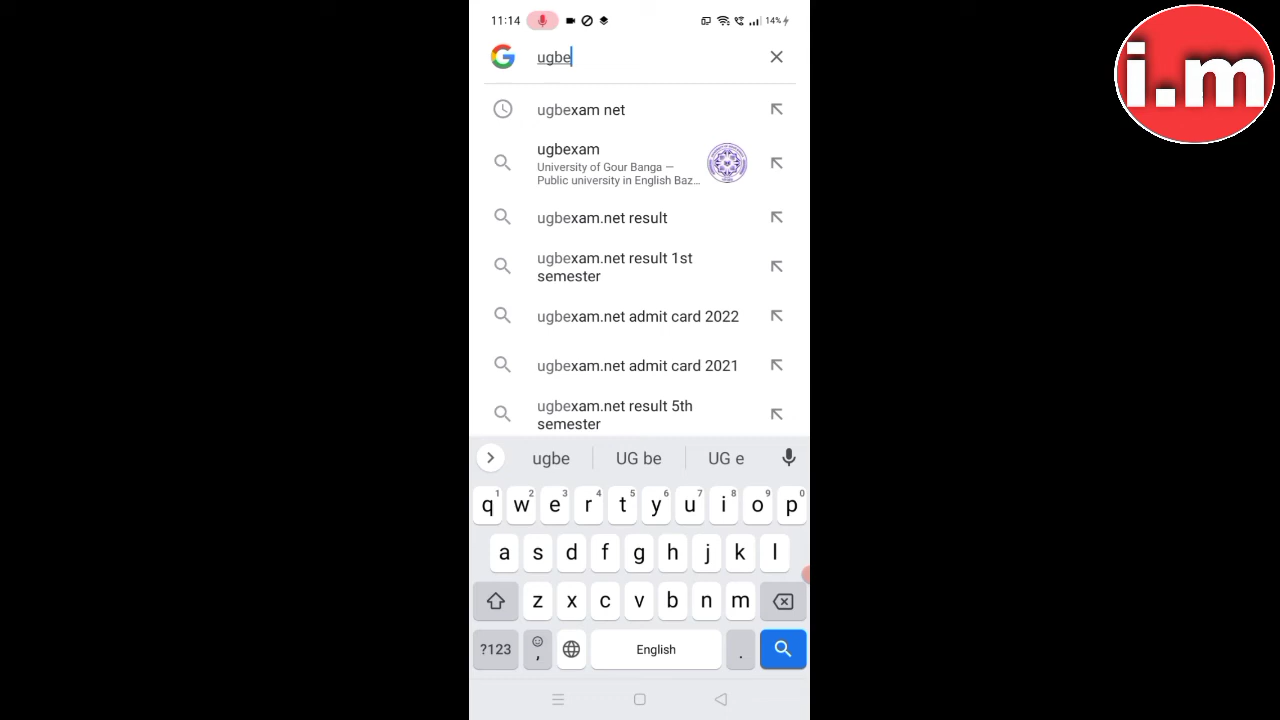 11:14
14%
i.m
ugbe
ugbexam net
ugbexam
University of Gour Banga —
Public university in English Baz...
ugbexam.net result
ugbexam.net result 1st
semester
ugbexam.net admit card 2022
ugbexam.net admit card 2021
ugbexam.net result 5th
semester
ugbe UG be UG e
1 2 3 4 5 6 7 8 9 0
q w e r t y u i o p
a s d f g h j k l
z x c v b n m
?123 , English .